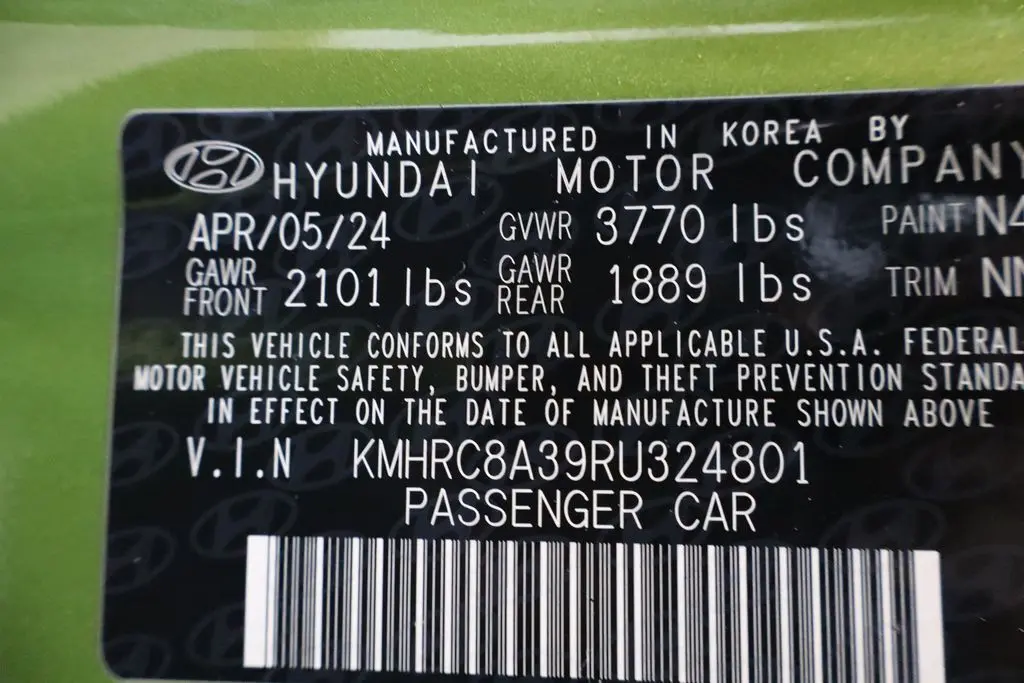 MANUFACTURED IN KOREA BY
HYUNDAI MOTOR COMPANY
APR/05/24 GVWR 3770 lbs PAINT N4
GAWR FRONT 2101 lbs GAWR REAR 1889 lbs TRIM NN
THIS VEHICLE CONFORMS TO ALL APPLICABLE U.S.A. FEDERAL
MOTOR VEHICLE SAFETY, BUMPER, AND THEFT PREVENTION STANDA
IN EFFECT ON THE DATE OF MANUFACTURE SHOWN ABOVE
V.I.N KMHRC8A39RU324801
PASSENGER CAR